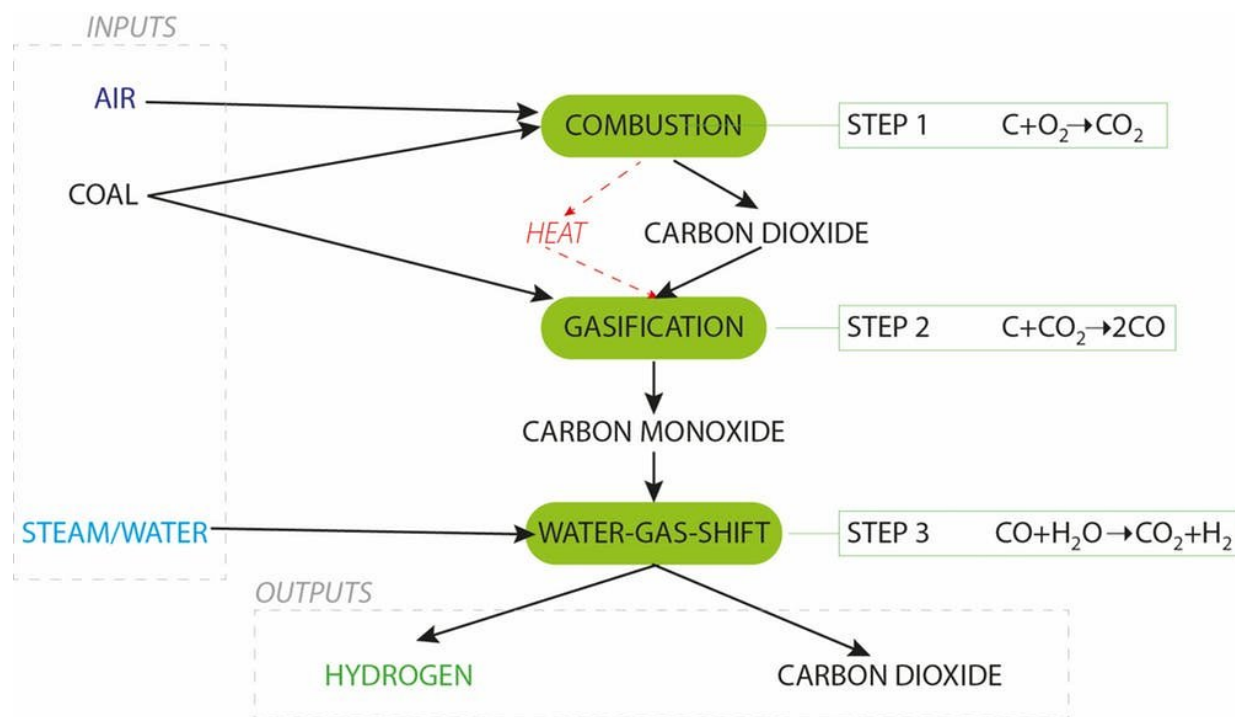 INPUTS
AIR
COMBUSTION
STEP 1 C+O₂→CO₂
COAL
HEAT
CARBON DIOXIDE
GASIFICATION
STEP 2 C+CO₂→2CO
CARBON MONOXIDE
STEAM/WATER
WATER-GAS-SHIFT
STEP 3 CO+H₂O→CO₂+H₂
OUTPUTS
HYDROGEN
CARBON DIOXIDE